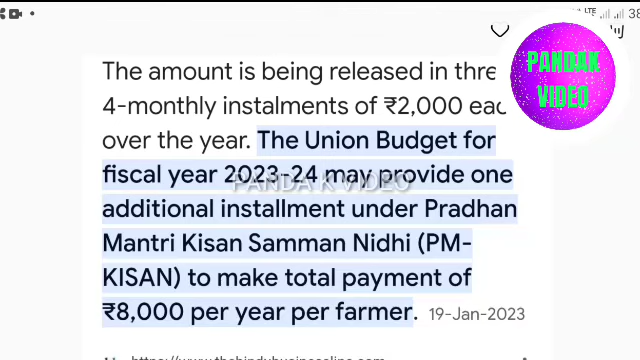 LTE
38
PANDAK
VIDEO
The amount is being released in thre
4-monthly instalments of ₹2,000 eac
over the year. The Union Budget for
fiscal year 2023-24 may provide one
additional installment under Pradhan
Mantri Kisan Samman Nidhi (PM-
KISAN) to make total payment of
₹8,000 per year per farmer. 19-Jan-2023
PANDA K VIDEO